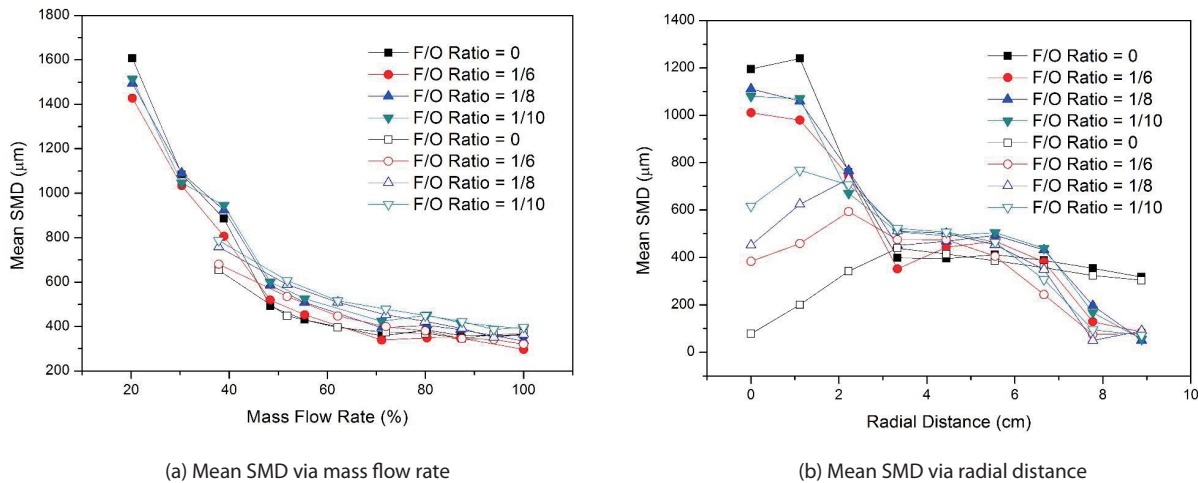 1800
1600
1400
1200
1000
800
600
400
200
20
40
60
80
100
Mean SMD (μm)
Mass Flow Rate (%)
F/O Ratio = 0
F/O Ratio = 1/6
F/O Ratio = 1/8
F/O Ratio = 1/10
F/O Ratio = 0
F/O Ratio = 1/6
F/O Ratio = 1/8
F/O Ratio = 1/10
(a) Mean SMD via mass flow rate
1400
1200
1000
800
600
400
200
0
0
2
4
6
8
10
Mean SMD (μm)
Radial Distance (cm)
F/O Ratio = 0
F/O Ratio = 1/6
F/O Ratio = 1/8
F/O Ratio = 1/10
F/O Ratio = 0
F/O Ratio = 1/6
F/O Ratio = 1/8
F/O Ratio = 1/10
(b) Mean SMD via radial distance